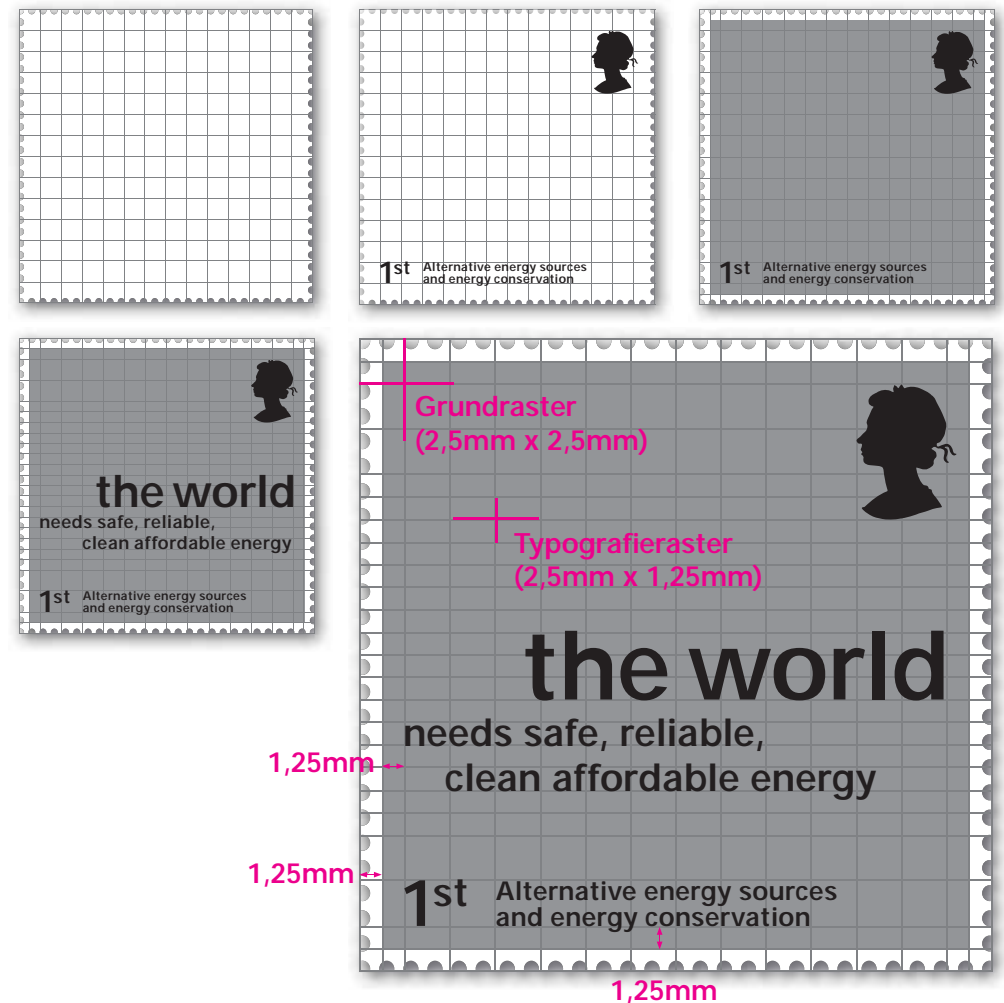 1st Alternative energy sources
and energy conservation
1st Alternative energy sources
and energy conservation
the world
needs safe, reliable,
clean affordable energy
1st Alternative energy sources
and energy conservation
Grundraster
(2,5mm x 2,5mm)
Typografieraster
(2,5mm x 1,25mm)
the world
needs safe, reliable,
1,25mm
clean affordable energy
1,25mm
1st Alternative energy sources
and energy conservation
1,25mm